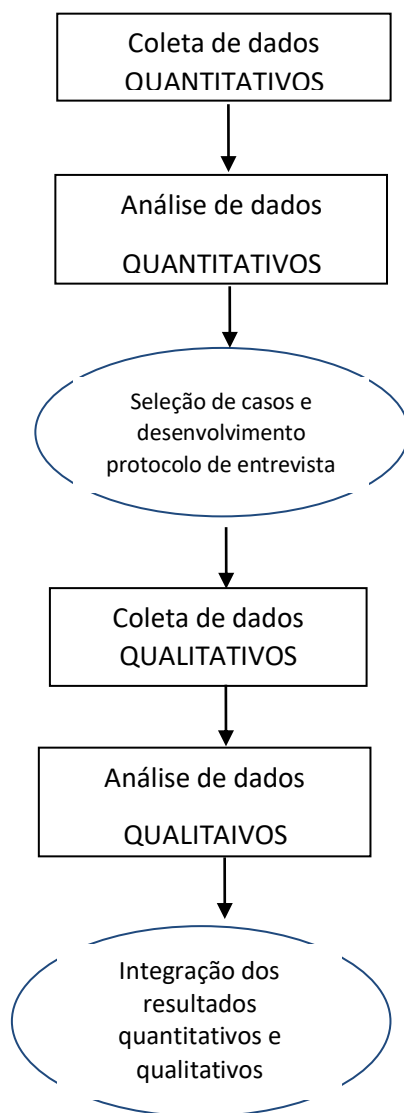 Coleta de dados
QUANTITATIVOS
Análise de dados
QUANTITATIVOS
Seleção de casos e
desenvolvimento
protocolo de entrevista
Coleta de dados
QUALITATIVOS
Análise de dados
QUALITAIVOS
Integração dos
resultados
quantitativos e
qualitativos